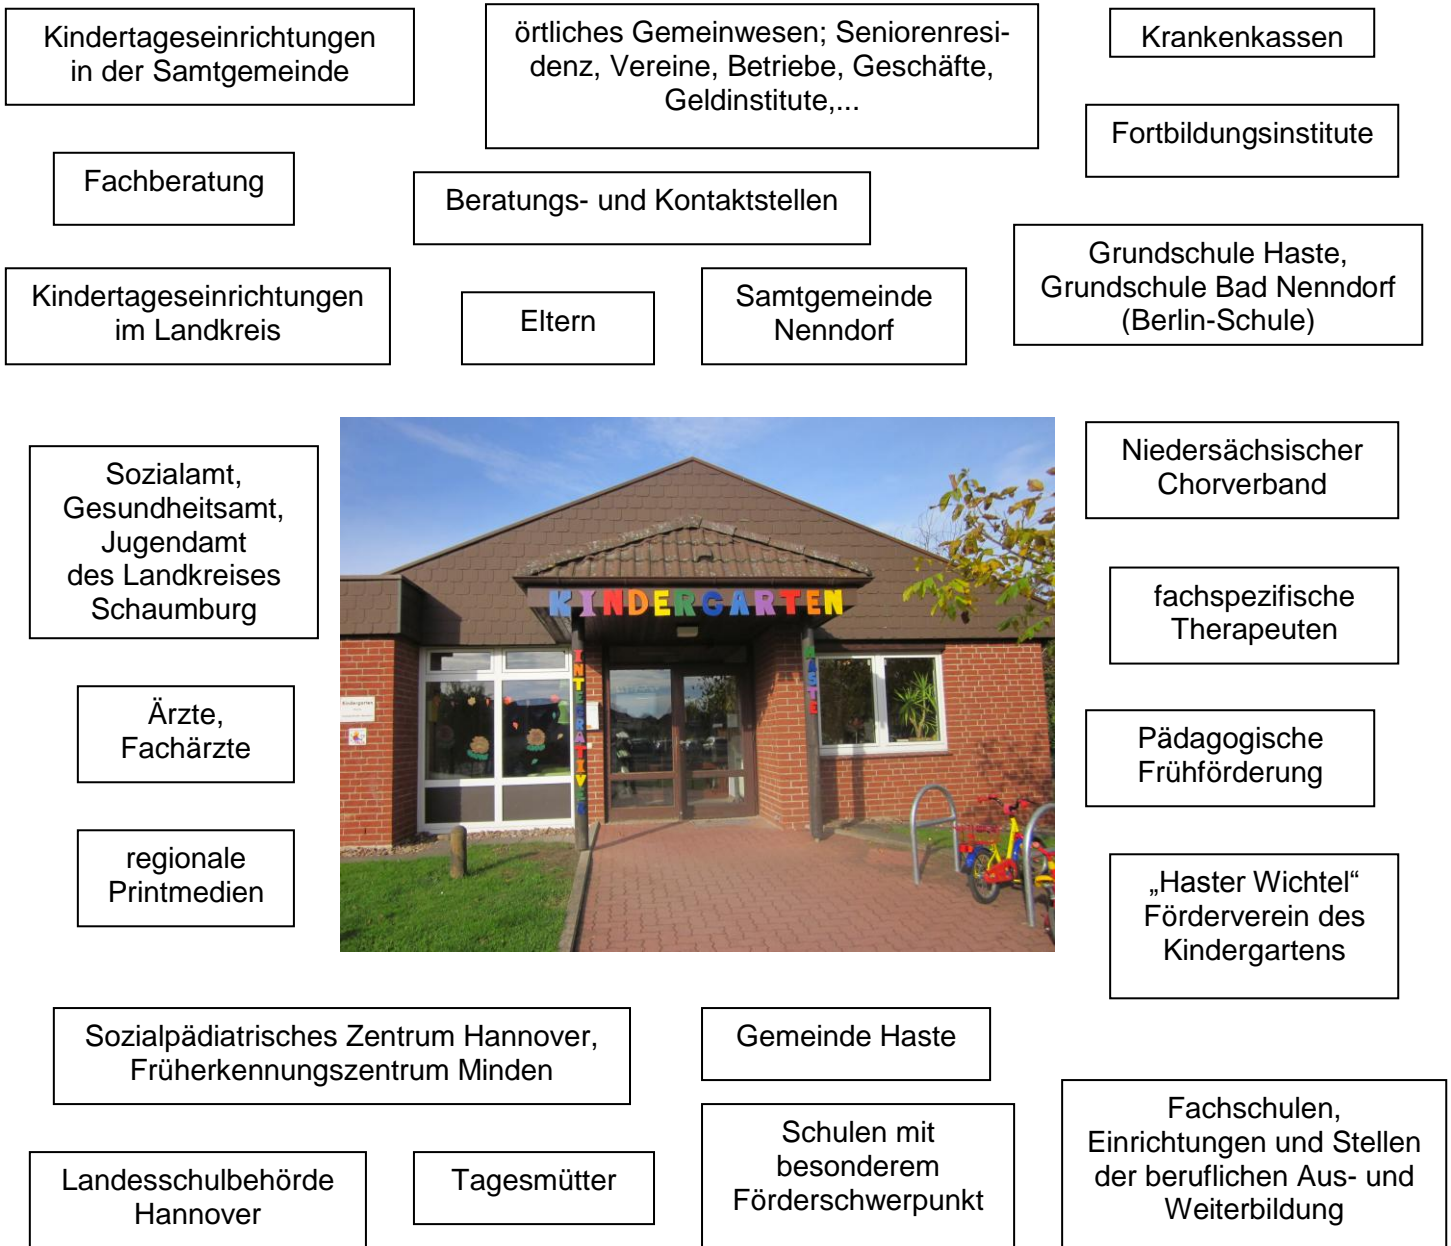 Kindertageseinrichtungen
in der Samtgemeinde
örtliches Gemeinwesen; Seniorenresi-
denz, Vereine, Betriebe, Geschäfte,
Geldinstitute,...
Krankenkassen
Fortbildungsinstitute
Fachberatung
Beratungs- und Kontaktstellen
Grundschule Haste,
Grundschule Bad Nenndorf
(Berlin-Schule)
Kindertageseinrichtungen
im Landkreis
Eltern
Samtgemeinde
Nenndorf
Sozialamt,
Gesundheitsamt,
Jugendamt
des Landkreises
Schaumburg
KINDERGARTEN
INTEGRATIVER
HASTE
Kindergarten
Niedersächsischer
Chorverband
fachspezifische
Therapeuten
Ärzte,
Fachärzte
Pädagogische
Frühförderung
regionale
Printmedien
„Haster Wichtel“
Förderverein des
Kindergartens
Sozialpädiatrisches Zentrum Hannover,
Früherkennungszentrum Minden
Gemeinde Haste
Landesschulbehörde
Hannover
Tagesmütter
Schulen mit
besonderem
Förderschwerpunkt
Fachschulen,
Einrichtungen und Stellen
der beruflichen Aus- und
Weiterbildung